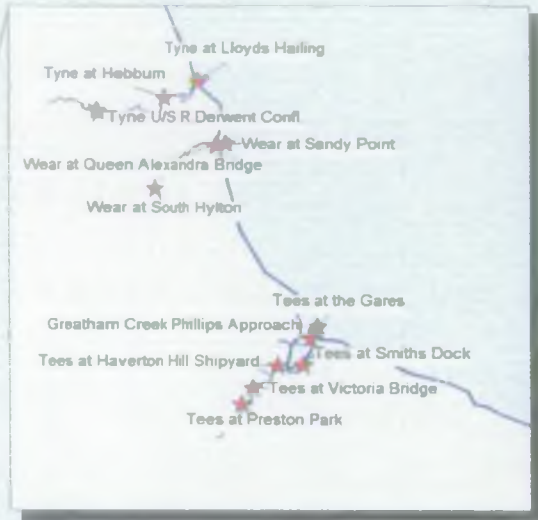 Tyne at Lloyds Hailing
Tyne at Hebburn
Tyne U/S R Derwent Confl
Wear at Sandy Point
Wear at Queen Alexandra Bridge
Wear at South Hylton
Tees at the Gares
Greatham Creek Phillips Approach
Tees at Smiths Dock
Tees at Haverton Hill Shipyard
Tees at Victoria Bridge
Tees at Preston Park